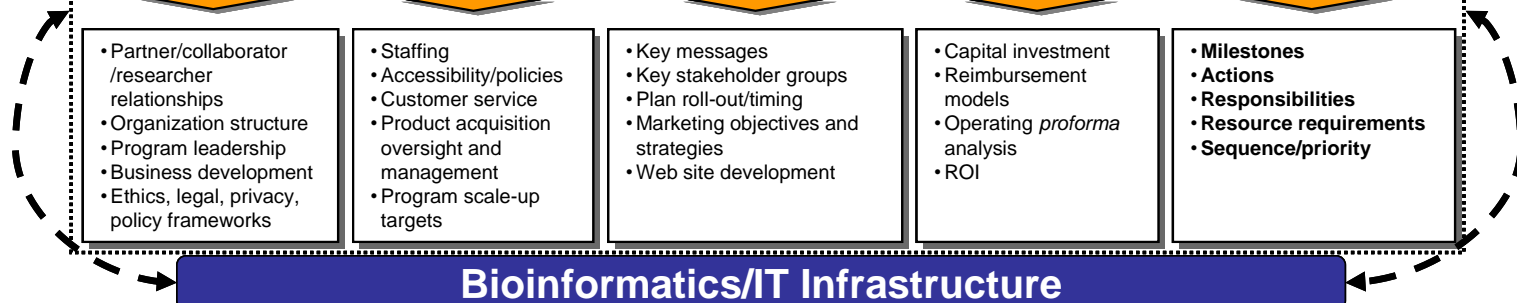 • Partner/collaborator
/researcher
relationships
• Organization structure
• Program leadership
• Business development
• Ethics, legal, privacy,
policy frameworks
• Staffing
• Accessibility/policies
• Customer service
• Product acquisition
oversight and
management
• Program scale-up
targets
• Key messages
• Key stakeholder groups
• Plan roll-out/timing
• Marketing objectives and
strategies
• Web site development
• Capital investment
• Reimbursement
models
• Operating proforma
analysis
• ROI
• Milestones
• Actions
• Responsibilities
• Resource requirements
• Sequence/priority
Bioinformatics/IT Infrastructure